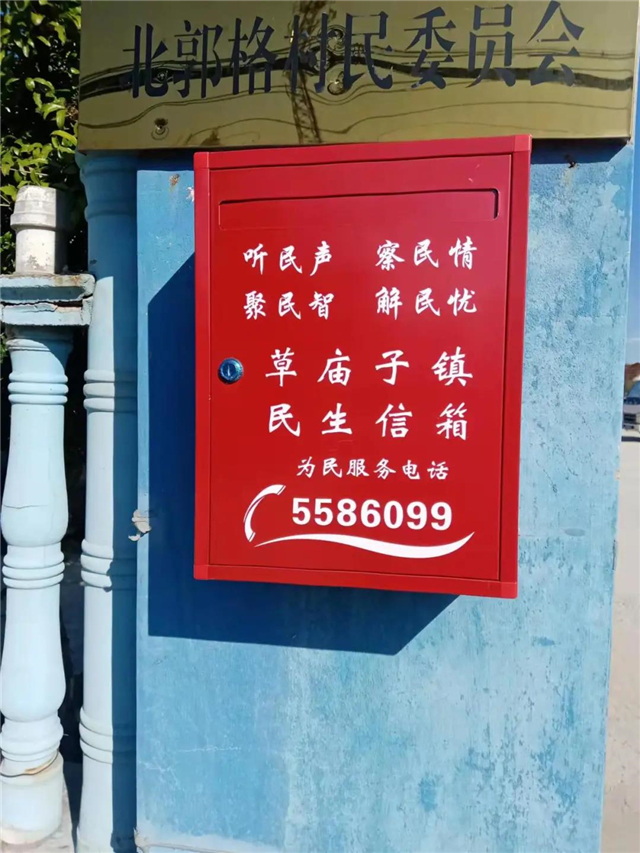 北郭格村民委员会
听民声 察民情
聚民智 解民忧
草庙子镇
民生信箱
为民服务电话
5586099